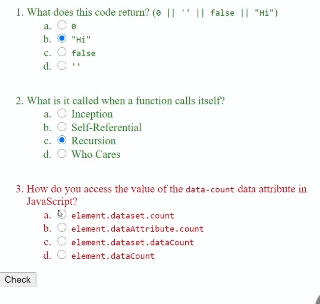 1. What does this code return? (0 || '' || false || "Hi")
a. 0
b. "Hi"
c. false
d. ''
2. What is it called when a function calls itself?
a. Inception
b. Self-Referential
c. Recursion
d. Who Cares
3. How do you access the value of the data-count data attribute in
JavaScript?
a. element.dataset.count
b. element.dataAttribute.count
c. element.dataset.dataCount
d. element.dataCount
Check